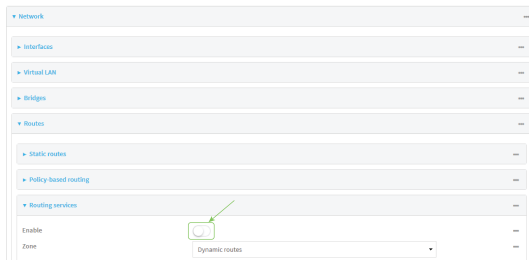 Network
Interfaces
Virtual LAN
Bridges
Routes
Static routes
Policy-based routing
Routing services
Enable
Zone
Dynamic routes